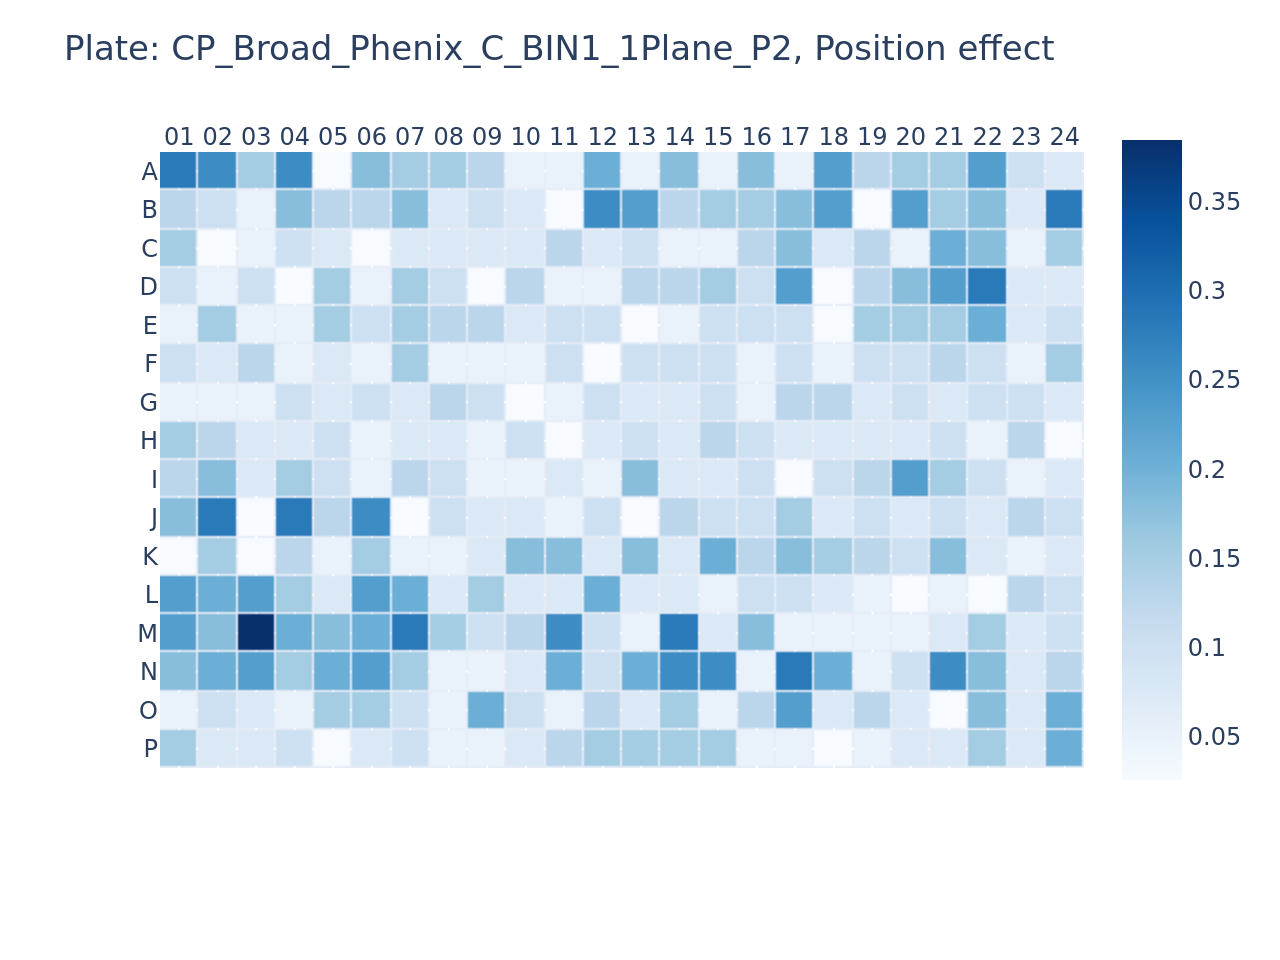 Plate: CP_Broad_Phenix_C_BIN1_1Plane_P2, Position effect
01 02 03 04 05 06 07 08 09 10 11 12 13 14 15 16 17 18 19 20 21 22 23 24
A
B
C
D
E
F
G
H
I
J
K
L
M
N
O
P
0.35
0.3
0.25
0.2
0.15
0.1
0.05